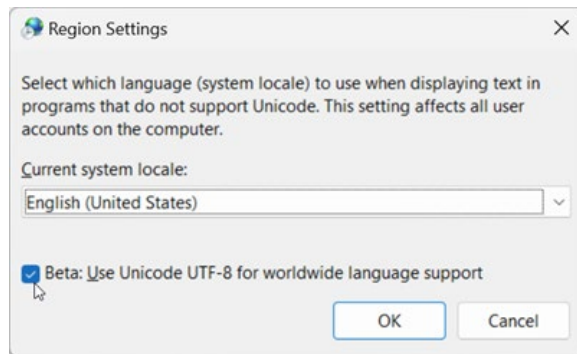 Region Settings
Select which language (system locale) to use when displaying text in
programs that do not support Unicode. This setting affects all user
accounts on the computer.
Current system locale:
English (United States)
Beta: Use Unicode UTF-8 for worldwide language support
OK Cancel